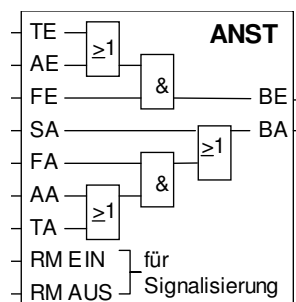 TE ≥1 ANST
AE
FE & BE
SA ≥1 BA
FA
AA &
TA ≥1
RM EIN für
RM AUS Signalisierung